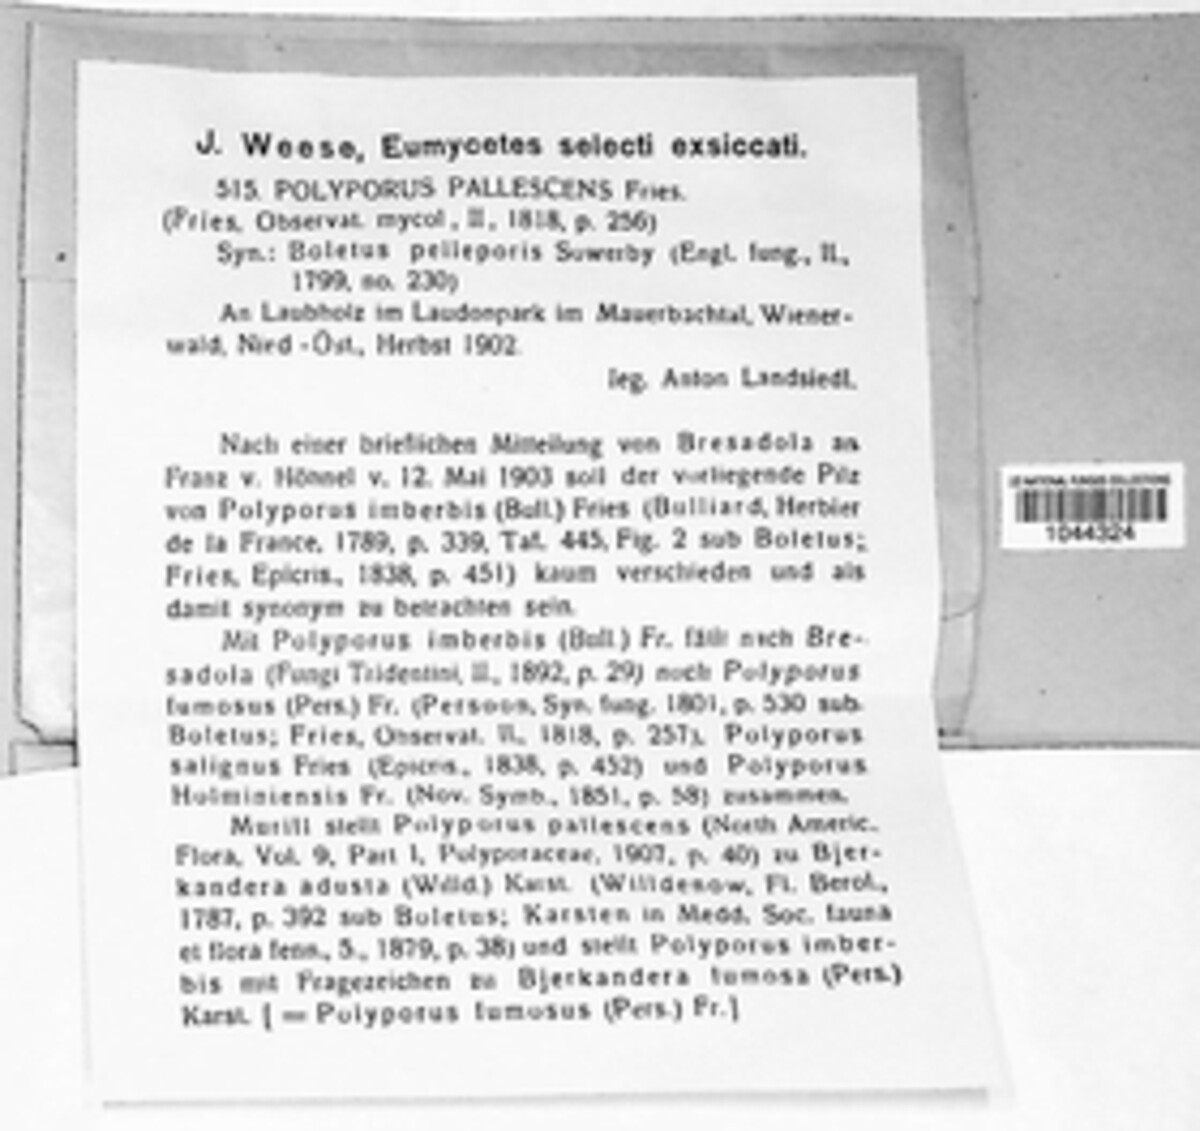 J. Weese, Eumycetes selecti exsiccati.
515. POLYPORUS PALLESCENS Fries.
(Fries, Observat. mycol., II., 1818, p. 256)
Syn.: Boletus pelleporis Sowerby (Engl. fung., II.,
1799, no. 230)
An Laubholz im Laudonpark im Mauerbachtal, Wiener-
wald, Nied.-Öst., Herbst 1902.
leg. Anton Landsiedl.
Nach einer brieflichen Mitteilung von Bresadola an
Franz v. Höhnel v. 12. Mai 1903 soll der vorliegende Pilz
von Polyporus imberbis (Bull.) Fries (Bulliard, Herbier
de la France, 1789, p. 339, Taf. 445, Fig. 2 sub Boletus;
Fries, Epicris., 1838, p. 451) kaum verschieden und als
damit synonym zu betrachten sein.
Mit Polyporus imberbis (Bull.) Fr. fällt nach Bre-
sadola (Fungi Tridentini, II., 1892, p. 29) noch Polyporus
fumosus (Pers.) Fr. (Persoon, Syn. fung. 1801, p. 530 sub
Boletus; Fries, Observat. II., 1818, p. 257), Polyporus
salignus Fries (Epicris., 1838, p. 452) und Polyporus
Holminiensis Fr. (Nov. Symb., 1851, p. 58) zusammen.
Murill stellt Polyporus pallescens (North Americ.
Flora, Vol. 9, Part 1, Polyporaceae, 1907, p. 40) zu Bjer-
kandera adusta (Willd.) Karst. (Willdenow, Fl. Berol.,
1787, p. 392 sub Boletus; Karsten in Medd. Soc. fauna
et flora fenn., 5., 1879, p. 38) und stellt Polyporus imber-
bis mit Fragezeichen zu Bjerkandera fumosa (Pers.)
Karst. [= Polyporus fumosus (Pers.) Fr.]
US NATIONAL FUNGUS COLLECTIONS
1044324